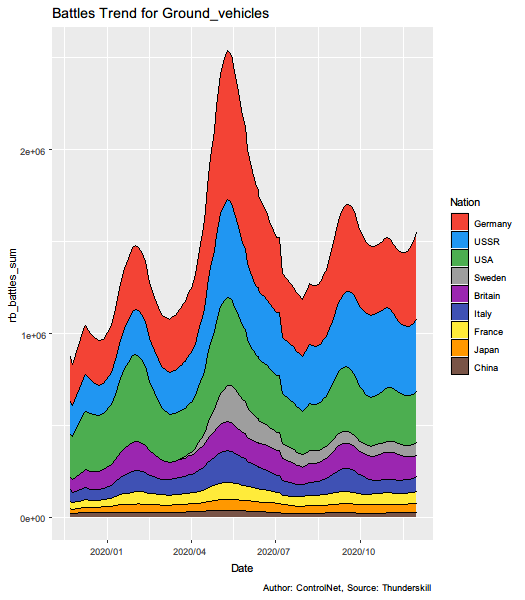 Battles Trend for Ground_vehicles
rb_battles_sum
2e+06
1e+06
0e+00
2020/01
2020/04
2020/07
2020/10
Date
Nation
Germany
USSR
USA
Sweden
Britain
Italy
France
Japan
China
Author: ControlNet, Source: Thunderskill